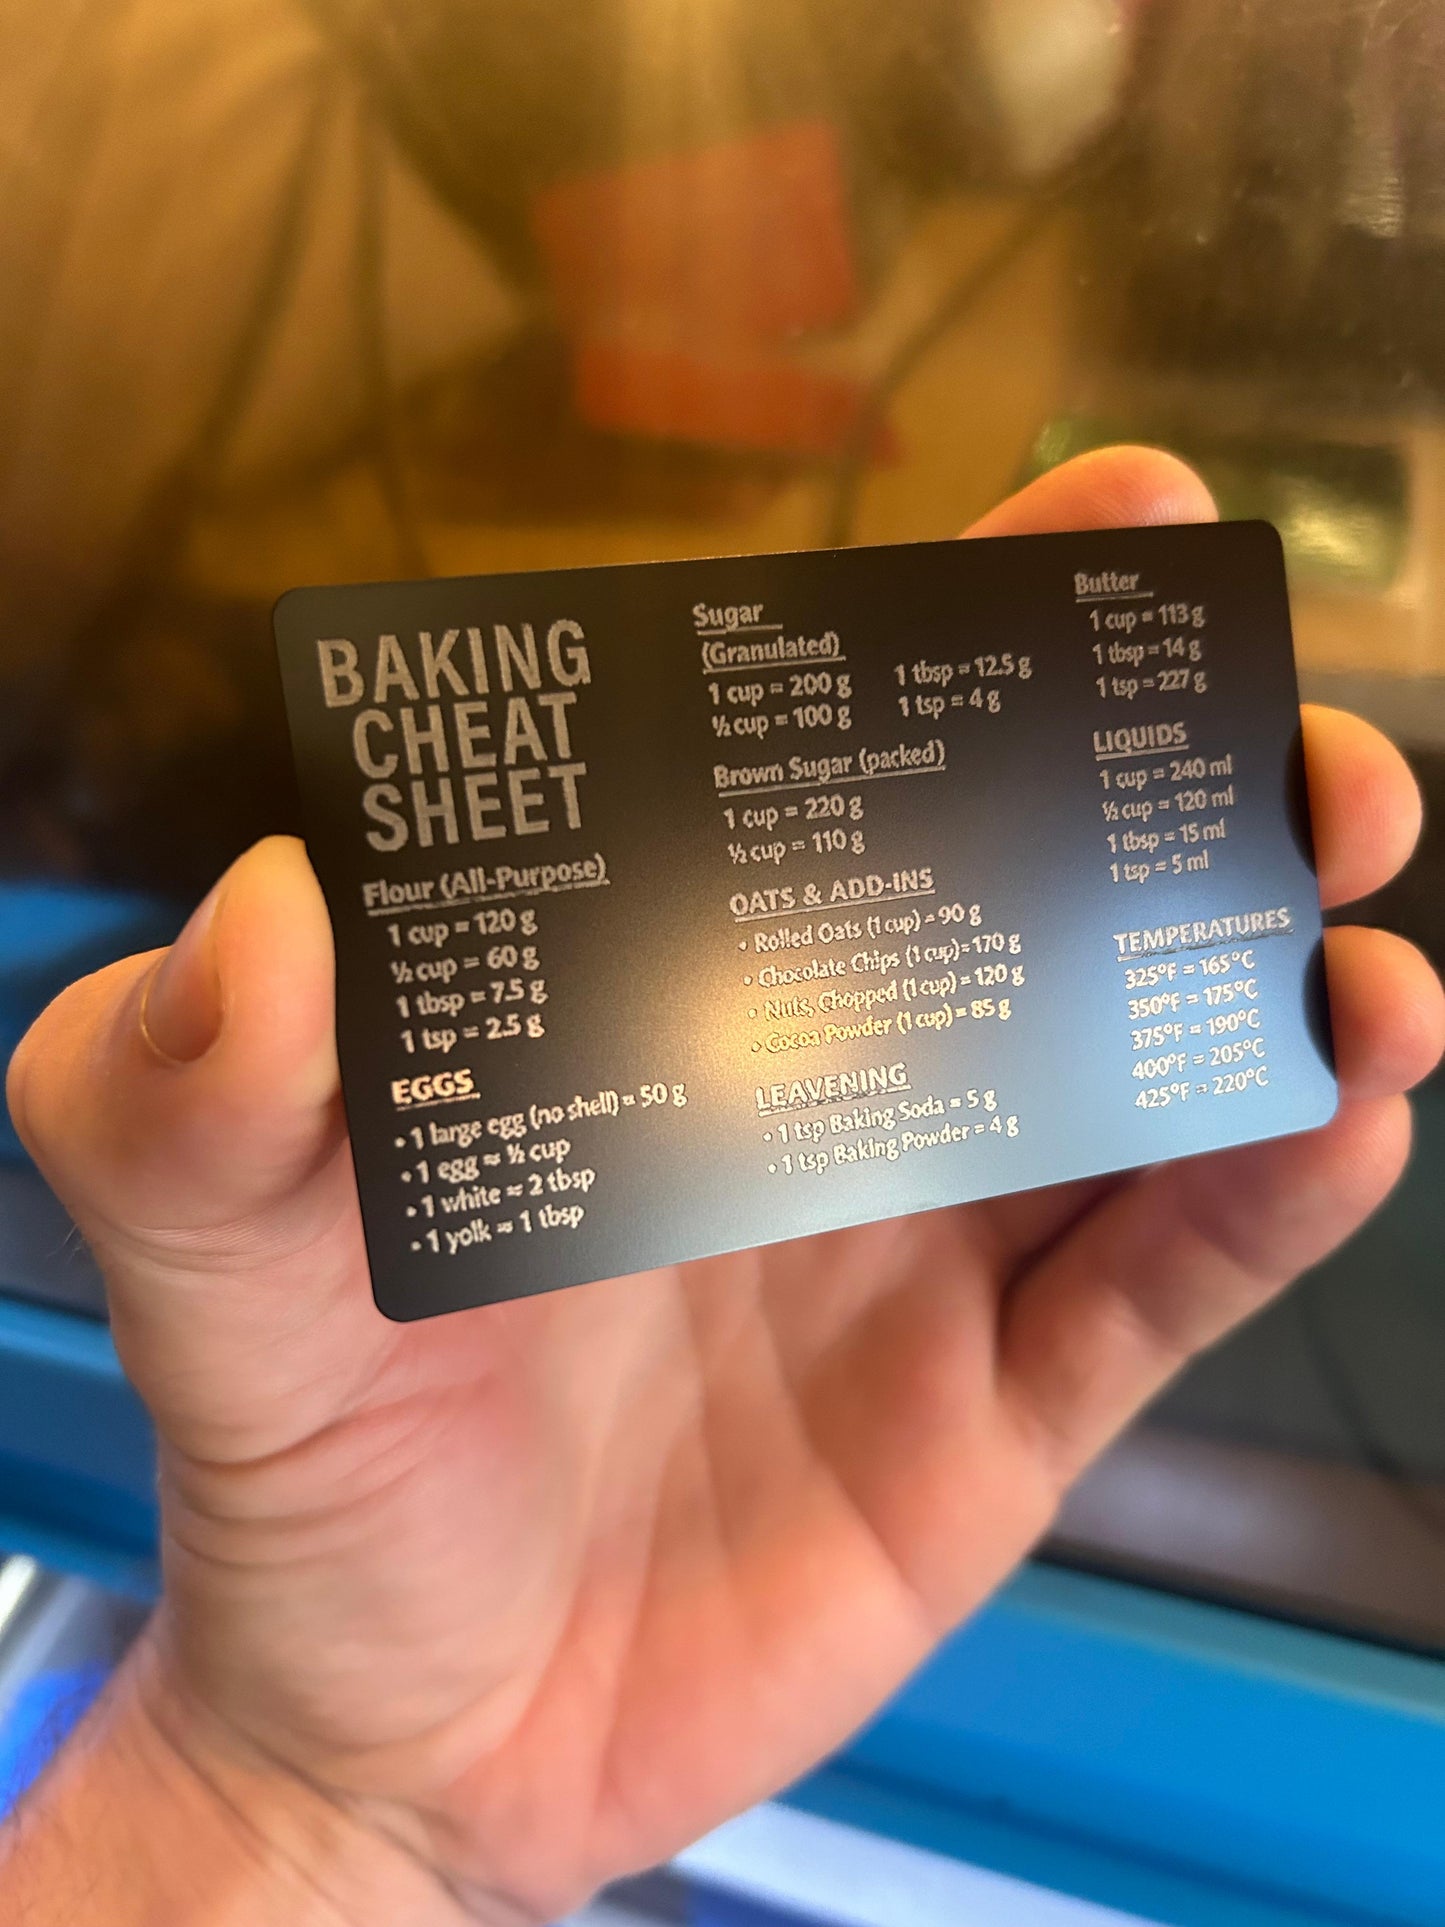 BAKING
CHEAT
SHEET
Flour (All-Purpose)
1 cup = 120 g
½ cup = 60 g
1 tbsp = 7.5 g
1 tsp = 2.5 g
EGGS
• 1 large egg (no shell) ≈ 50 g
• 1 egg ≈ ½ cup
• 1 white ≈ 2 tbsp
• 1 yolk ≈ 1 tbsp
Sugar
(Granulated)
1 cup = 200 g
½ cup = 100 g
1 tbsp = 12.5 g
1 tsp = 4 g
Brown Sugar (packed)
1 cup = 220 g
½ cup = 110 g
OATS & ADD-INS
• Rolled Oats (1 cup) = 90 g
• Chocolate Chips (1 cup)= 170 g
• Nuts, Chopped (1 cup) = 120 g
• Cocoa Powder (1 cup) = 85 g
LEAVENING
• 1 tsp Baking Soda = 5 g
• 1 tsp Baking Powder = 4 g
Butter
1 cup = 113 g
1 tbsp = 14 g
1 tsp = 227 g
LIQUIDS
1 cup = 240 ml
½ cup = 120 ml
1 tbsp = 15 ml
1 tsp = 5 ml
TEMPERATURES
325°F = 165°C
350°F = 175°C
375°F = 190°C
400°F = 205°C
425°F = 220°C